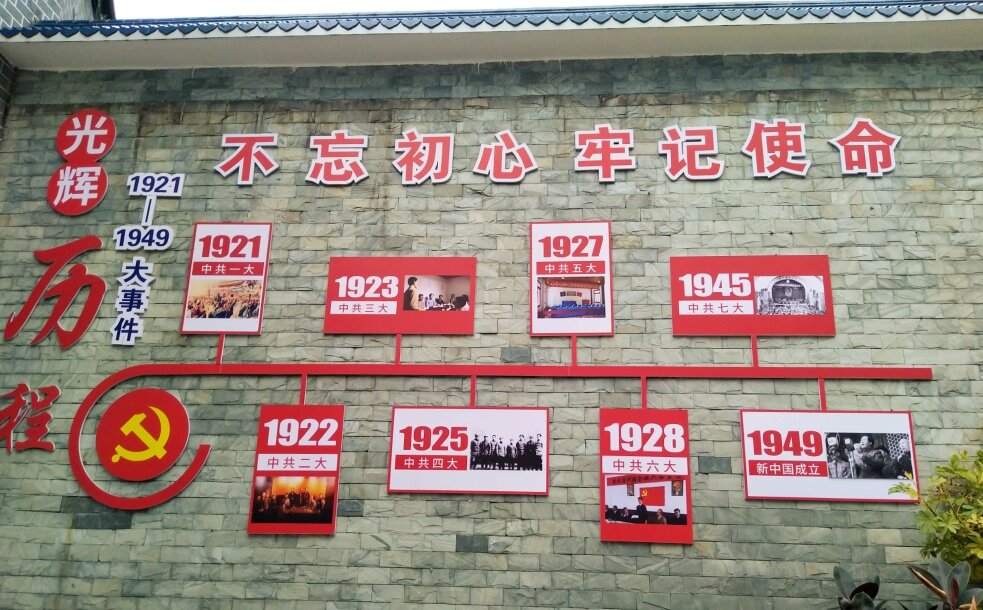 光辉
历程
1921
—
1949
大事件
不忘初心 牢记使命
1921
中共一大
1922
中共二大
1923
中共三大
1925
中共四大
1927
中共五大
1928
中共六大
1945
中共七大
1949
新中国成立